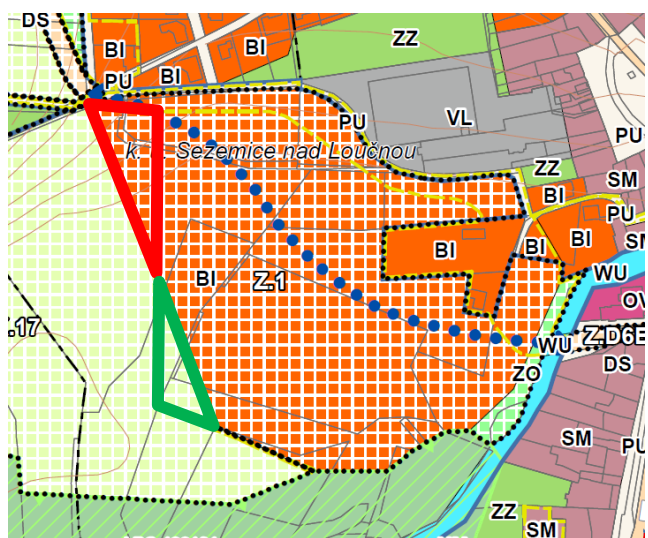 DS
BI
ZZ
PU
BI
BI
PU
VL
PU
k. ú. Sezemice nad Loučnou
ZZ
SM
BI
PU
BI
BI
BI
SM
BI
Z.1
WU
OV
.17
WU
Z.D6
ZO
DS
SM
PU
ZZ
SM